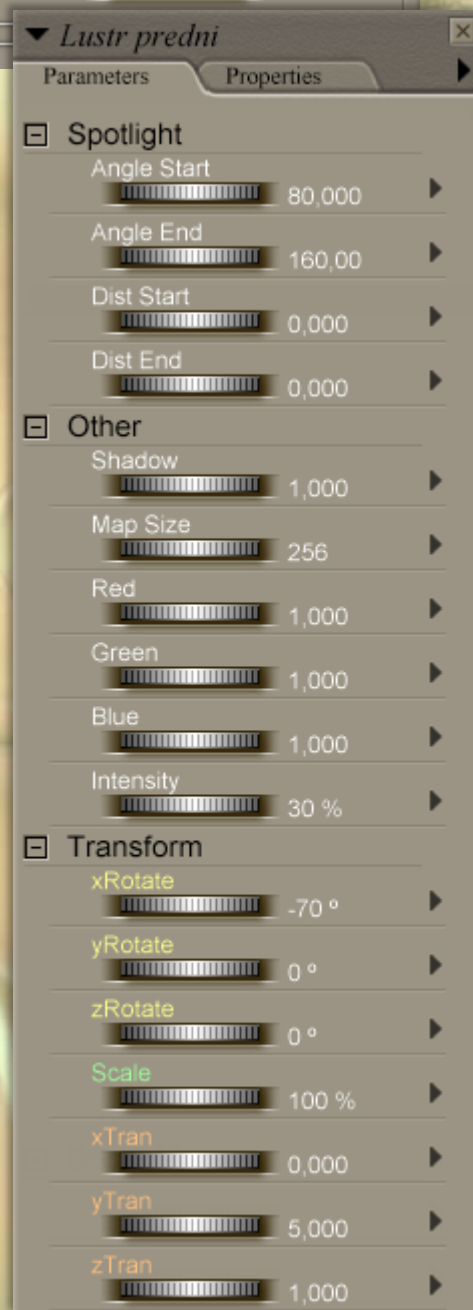 Lustr predni
Parameters
Properties
Spotlight
Angle Start
80,000
Angle End
160,00
Dist Start
0,000
Dist End
0,000
Other
Shadow
1,000
Map Size
256
Red
1,000
Green
1,000
Blue
1,000
Intensity
30 %
Transform
xRotate
-70 º
yRotate
0 º
zRotate
0 º
Scale
100 %
xTran
0,000
yTran
5,000
zTran
1,000